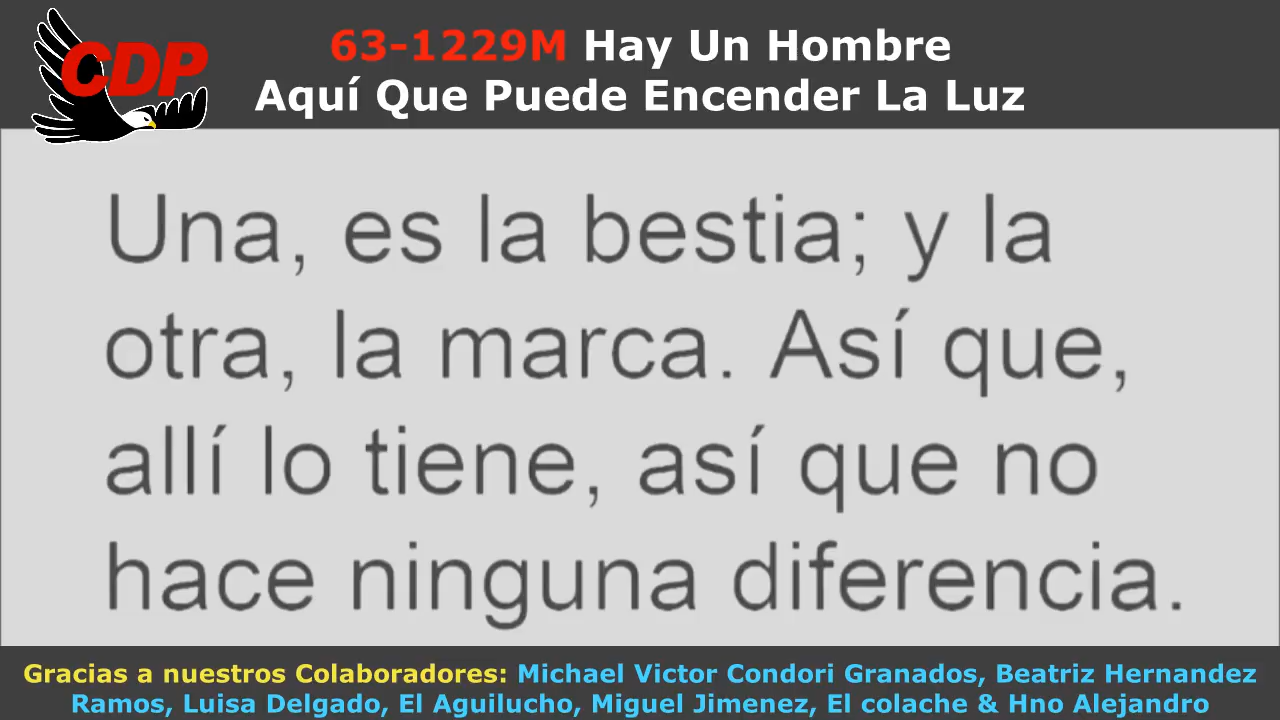 CDP
63-1229M Hay Un Hombre
Aquí Que Puede Encender La Luz
Una, es la bestia; y la
otra, la marca. Así que,
allí lo tiene, así que no
hace ninguna diferencia.
Gracias a nuestros Colaboradores: Michael Victor Condori Granados, Beatriz Hernandez
Ramos, Luisa Delgado, El Aguilucho, Miguel Jimenez, El colache & Hno Alejandro